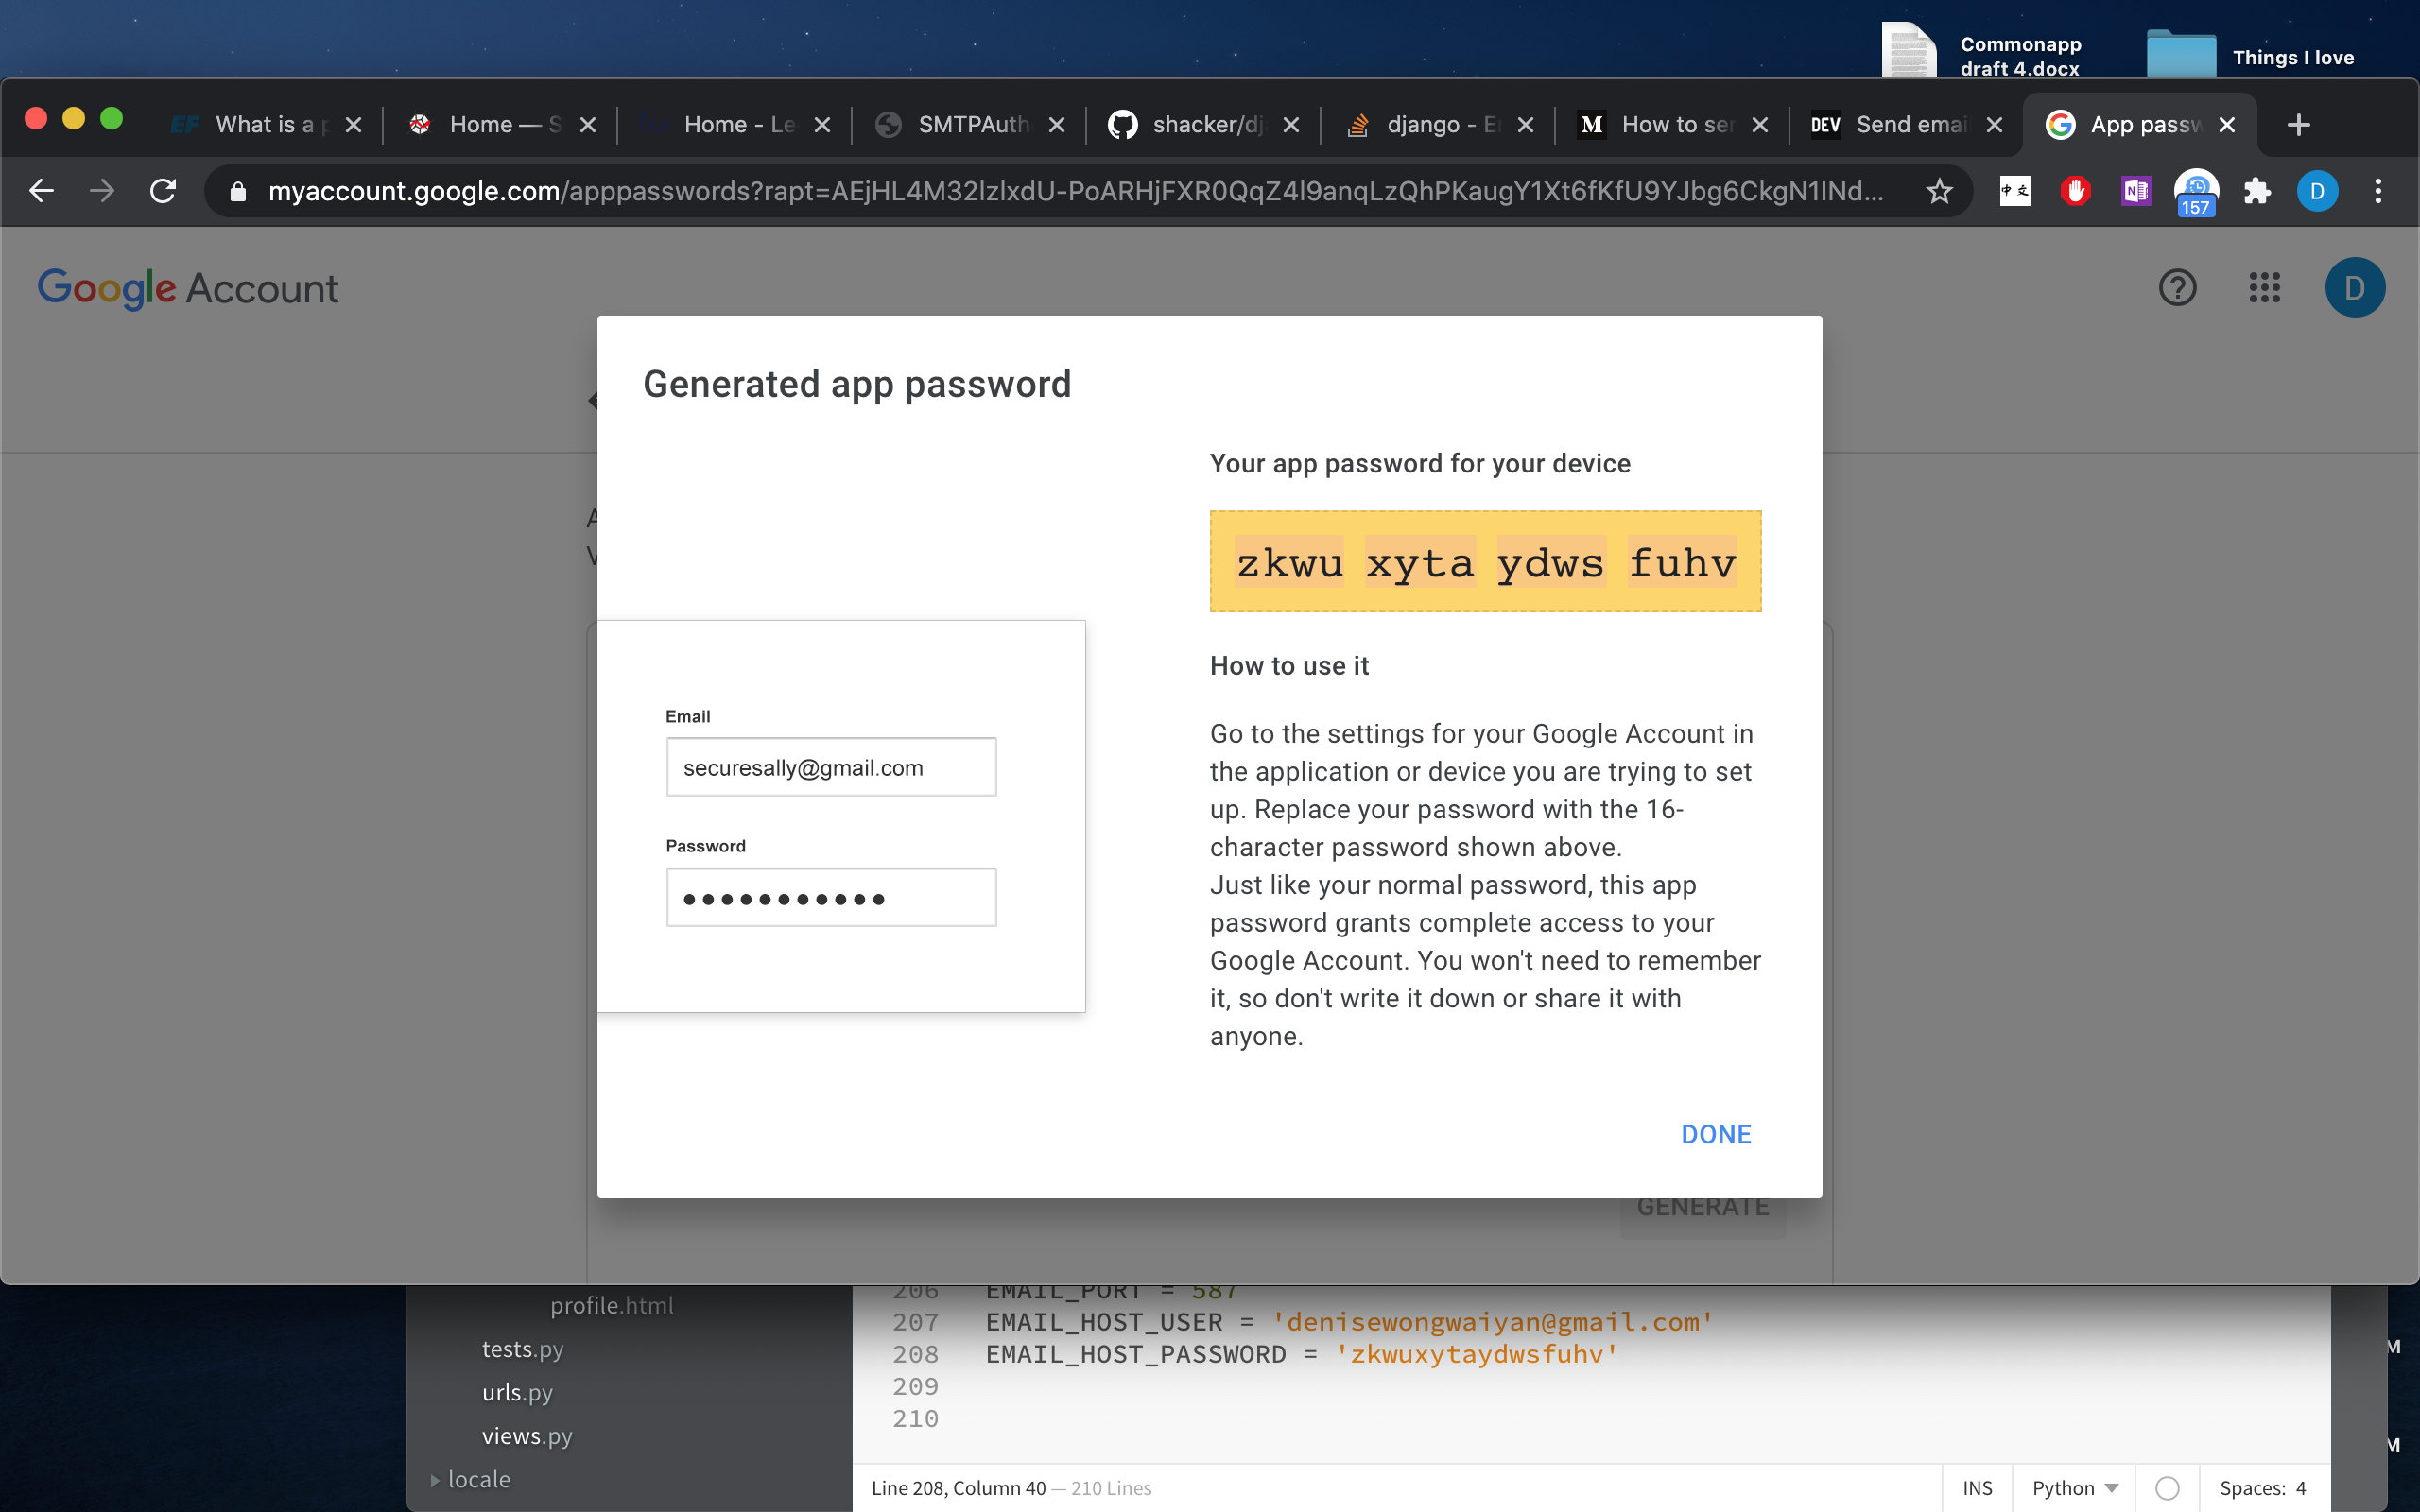 Commonapp
draft 4.docx
Things I love
What is a
Home — S
Home - Le
SMTPAuth
shacker/dj
django - E
M How to se
DEV Send emai
App passw
myaccount.google.com/apppasswords?rapt=AEjHL4M32lzlxdU-PoARHjFXR0QqZ4l9anqLzQhPKaugY1Xt6fKfU9YJbg6CkgN1INd...
157
D
Google Account
D
Generated app password
Your app password for your device
zkwu xyta ydws fuhv
How to use it
Email
securesally@gmail.com
Password
Go to the settings for your Google Account in
the application or device you are trying to set
up. Replace your password with the 16-
character password shown above.
Just like your normal password, this app
password grants complete access to your
Google Account. You won't need to remember
it, so don't write it down or share it with
anyone.
DONE
GENERATE
profile.html
tests.py
urls.py
views.py
locale
206 EMAIL_PORT = 587
207 EMAIL_HOST_USER = 'denisewongwaiyan@gmail.com'
208 EMAIL_HOST_PASSWORD = 'zkwuxytaydwsfuhv'
209
210
Line 208, Column 40 — 210 Lines
INS
Python
Spaces: 4